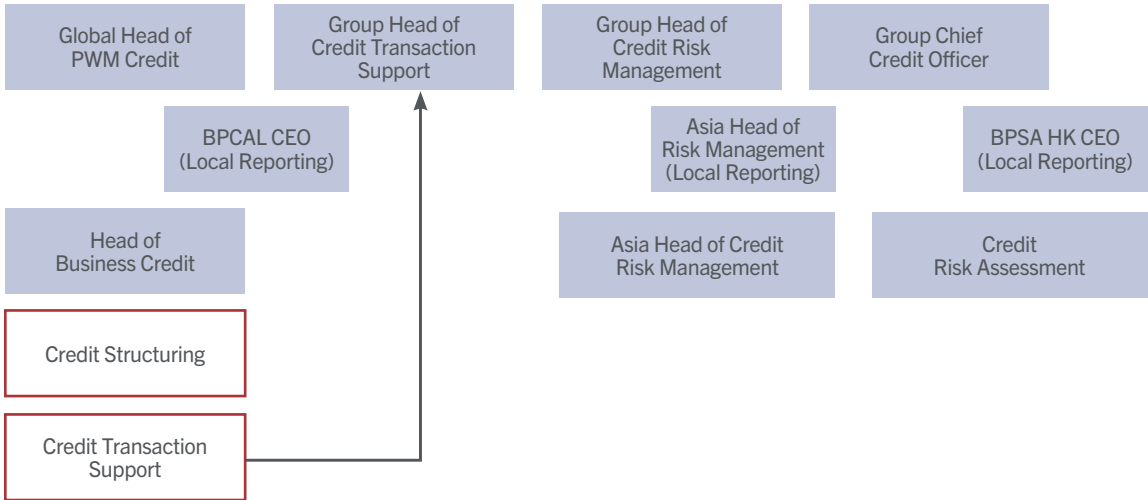 Global Head of
PWM Credit
Group Head of
Credit Transaction
Support
Group Head of
Credit Risk
Management
Group Chief
Credit Officer
BPCAL CEO
(Local Reporting)
Asia Head of
Risk Management
(Local Reporting)
BPSA HK CEO
(Local Reporting)
Head of
Business Credit
Asia Head of Credit
Risk Management
Credit
Risk Assessment
Credit Structuring
Credit Transaction
Support